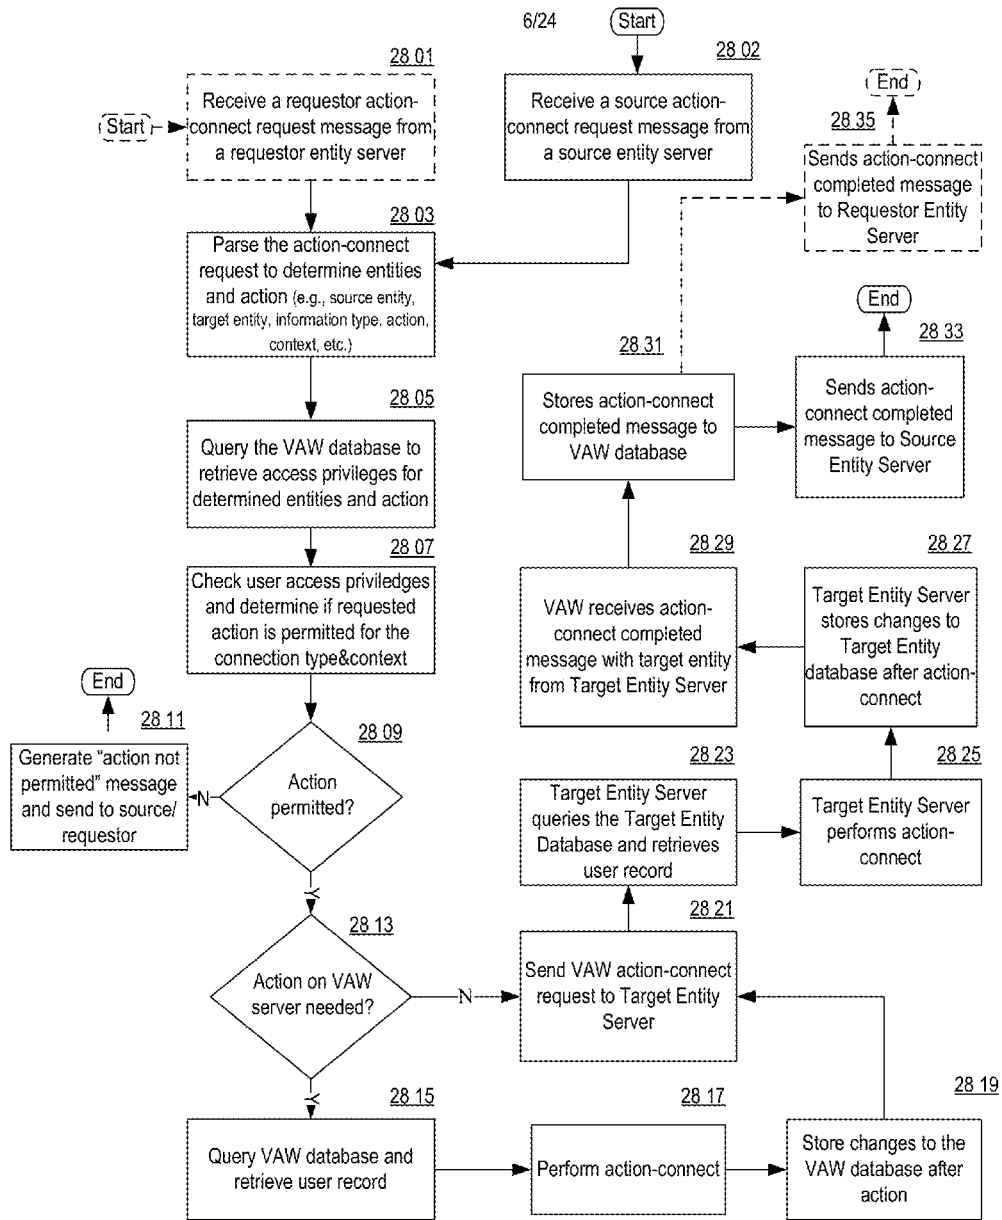 6/24
Start
28 01
28 02
Receive a requestor action-
connect request message from
a requestor entity server
Start
Receive a source action-
connect request message from
a source entity server
End
28 35
Sends action-connect
completed message
to Requestor Entity
Server
28 03
Parse the action-connect
request to determine entities
and action (e.g., source entity,
target entity, information type, action,
context, etc.)
End
28 33
28 31
Stores action-connect
completed message to
VAW database
Sends action-
connect completed
message to Source
Entity Server
28 05
Query the VAW database to
retrieve access privileges for
determined entities and action
28 07
Check user access priviledges
and determine if requested
action is permitted for the
connection type&context
28 29
VAW receives action-
connect completed
message with target entity
from Target Entity Server
28 27
Target Entity Server
stores changes to
Target Entity
database after action-
connect
End
28 11
Generate “action not
permitted” message
and send to source/
requestor
N
28 09
Action
permitted?
Y
28 23
Target Entity Server
queries the Target Entity
Database and retrieves
user record
28 25
Target Entity Server
performs action-
connect
28 13
Action on VAW
server needed?
N
Y
28 21
Send VAW action-connect
request to Target Entity
Server
28 15
Query VAW database and
retrieve user record
28 17
Perform action-connect
28 19
Store changes to the
VAW database after
action